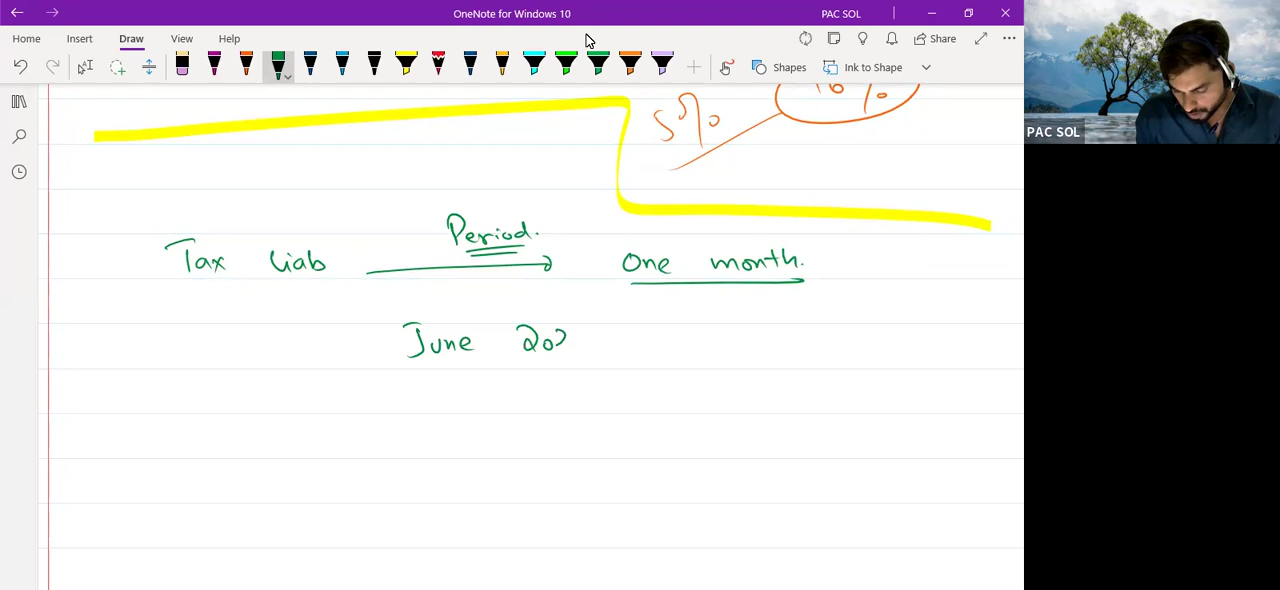 OneNote for Windows 10
PAC SOL
Home Insert Draw View Help
Share
Shapes
Ink to Shape
5%
PAC SOL
Period.
Tax liab
One month.
June